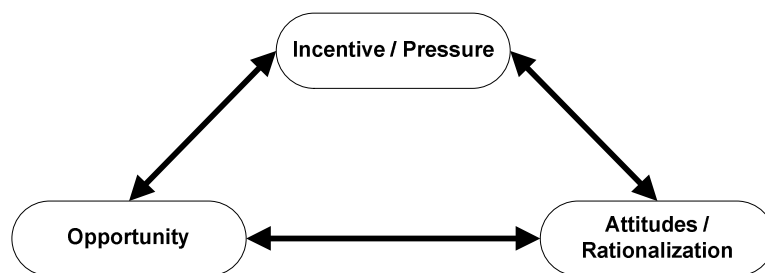 Incentive / Pressure
Opportunity
Attitudes /
Rationalization